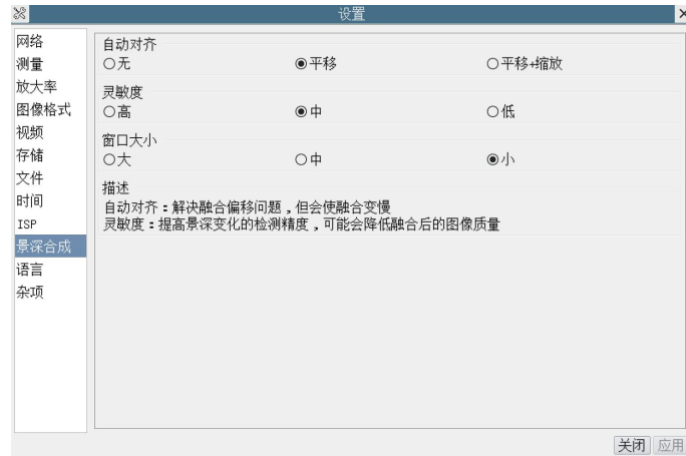 设置
网络
测量
放大率
图像格式
视频
存储
文件
时间
ISP
景深合成
语言
杂项
自动对齐
无 平移 平移+缩放
灵敏度
高 中 低
窗口大小
大 中 小
描述
自动对齐：解决融合偏移问题，但会使融合变慢
灵敏度：提高景深变化的检测精度，可能会降低融合后的图像质量
关闭 应用